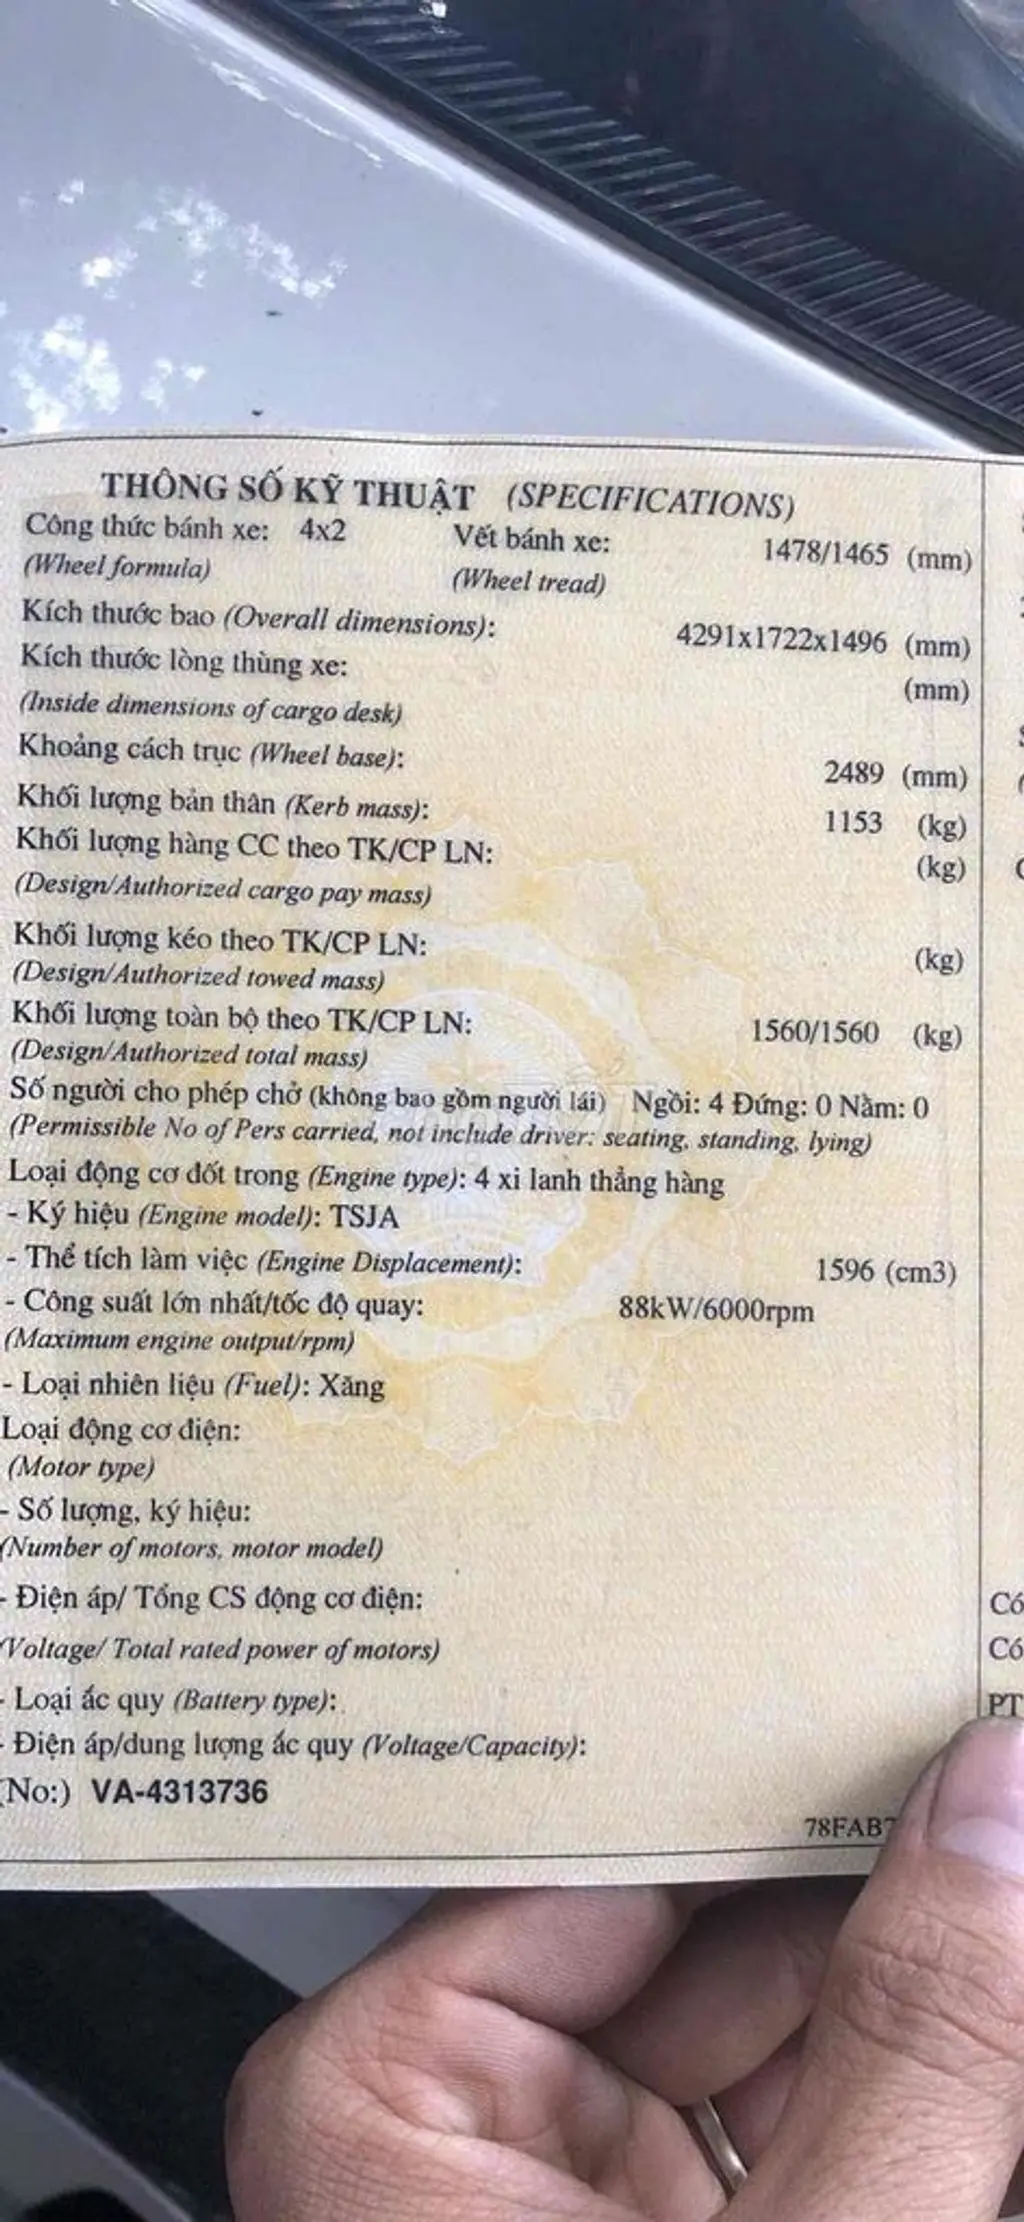 THÔNG SỐ KỸ THUẬT (SPECIFICATIONS)
Công thức bánh xe: 4x2 Vết bánh xe: 1478/1465 (mm)
(Wheel formula) (Wheel tread)
Kích thước bao (Overall dimensions): 4291x1722x1496 (mm)
Kích thước lòng thùng xe: (mm)
(Inside dimensions of cargo desk)
Khoảng cách trục (Wheel base): 2489 (mm)
Khối lượng bản thân (Kerb mass): 1153 (kg)
Khối lượng hàng CC theo TK/CP LN: (kg)
(Design/Authorized cargo pay mass)
Khối lượng kéo theo TK/CP LN: (kg)
(Design/Authorized towed mass)
Khối lượng toàn bộ theo TK/CP LN: 1560/1560 (kg)
(Design/Authorized total mass)
Số người cho phép chở (không bao gồm người lái) Ngồi: 4 Đứng: 0 Nằm: 0
(Permissible No of Pers carried, not include driver: seating, standing, lying)
Loại động cơ đốt trong (Engine type): 4 xi lanh thẳng hàng
- Ký hiệu (Engine model): TSJA
- Thể tích làm việc (Engine Displacement): 1596 (cm3)
- Công suất lớn nhất/tốc độ quay: 88kW/6000rpm
(Maximum engine output/rpm)
- Loại nhiên liệu (Fuel): Xăng
Loại động cơ điện:
(Motor type)
- Số lượng, ký hiệu:
(Number of motors, motor model)
- Điện áp/ Tổng CS động cơ điện:
(Voltage/ Total rated power of motors)
- Loại ắc quy (Battery type):
- Điện áp/dung lượng ắc quy (Voltage/Capacity):
(No:) VA-4313736
78FAB7
Có
Có
PT